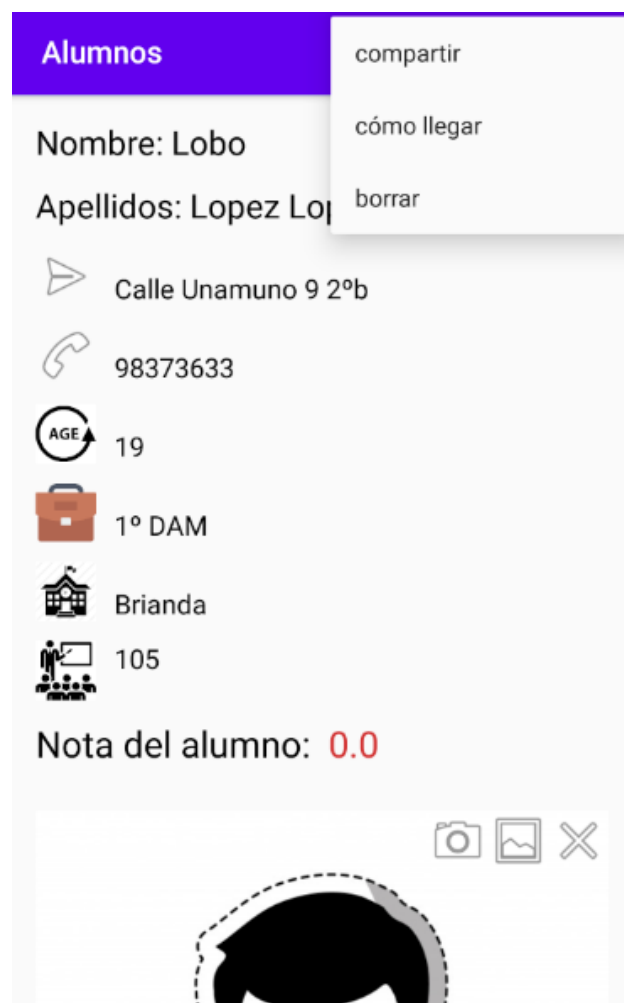 Alumnos
compartir
cómo llegar
borrar
Nombre: Lobo
Apellidos: Lopez
Calle Unamuno 9 2ºb
98373633
AGE
19
1º DAM
Brianda
105
Nota del alumno: 0.0